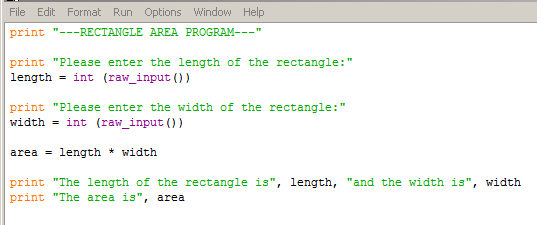 File Edit Format Run Options Window Help
print "---RECTANGLE AREA PROGRAM---"
print "Please enter the length of the rectangle:"
length = int (raw_input())
print "Please enter the width of the rectangle:"
width = int (raw_input())
area = length * width
print "The length of the rectangle is", length, "and the width is", width
print "The area is", area